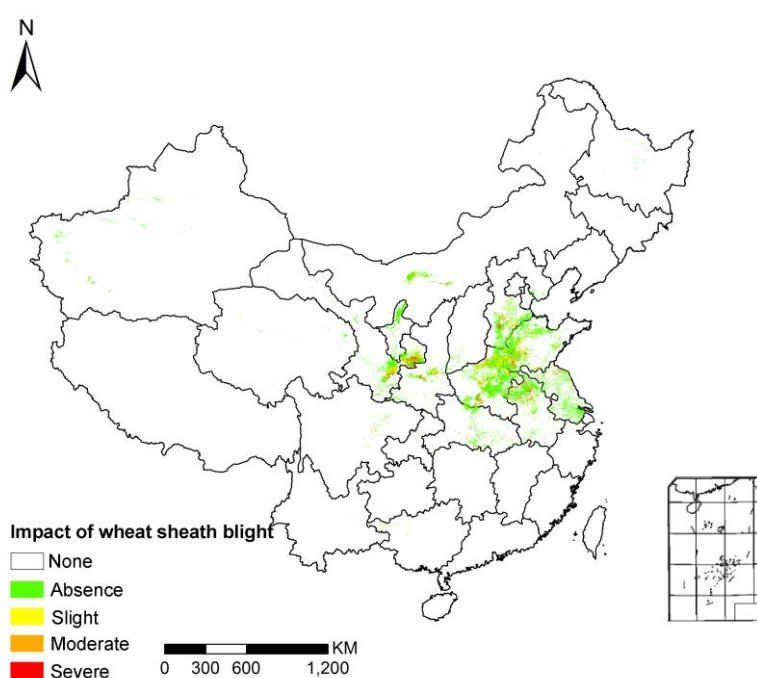 N
Impact of wheat sheath blight
None
Absence
Slight
Moderate
Severe
KM
0 300 600 1,200